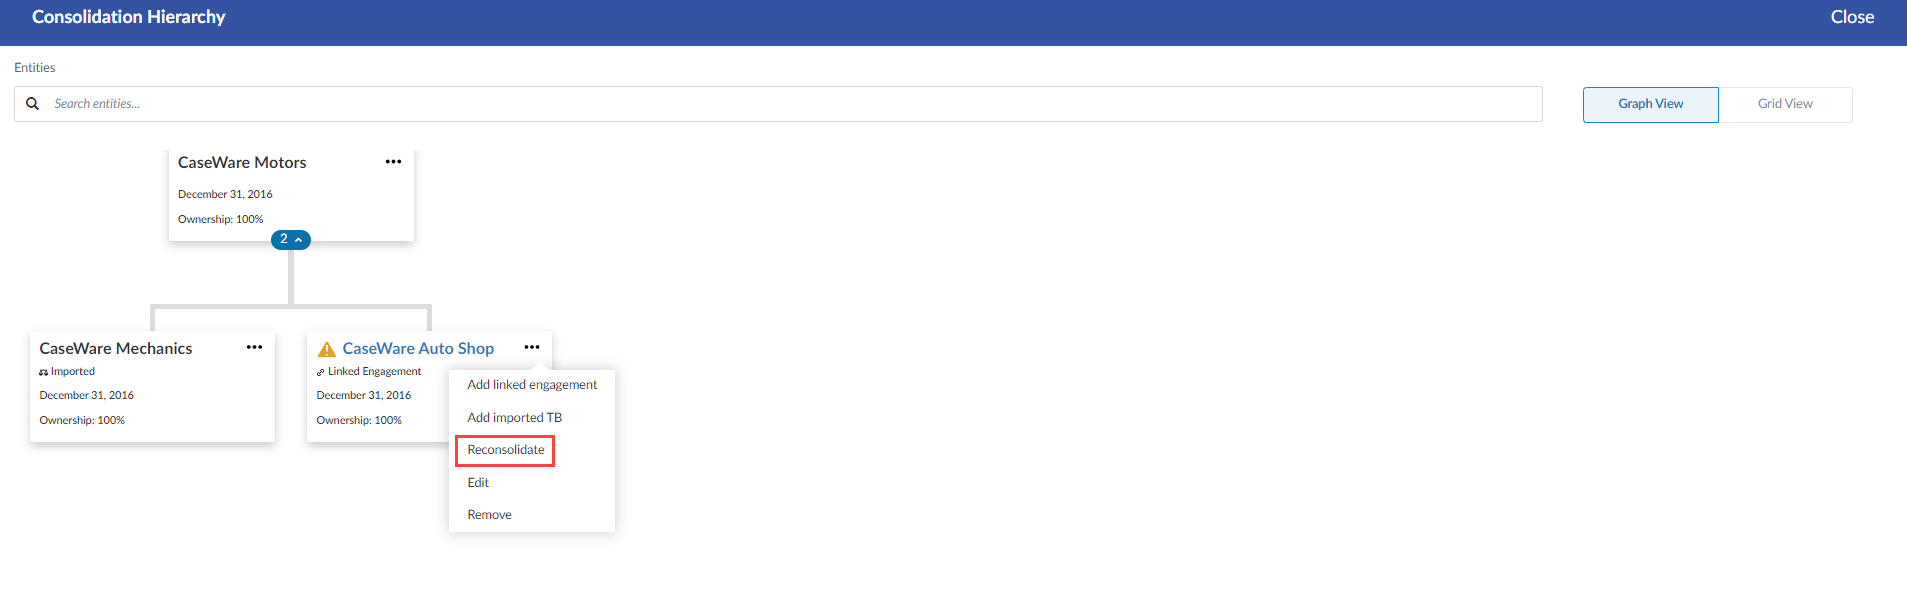 Consolidation Hierarchy
Close
Entities
Search entities...
Graph View
Grid View
CaseWare Motors
December 31, 2016
Ownership: 100%
2
CaseWare Mechanics
Imported
December 31, 2016
Ownership: 100%
CaseWare Auto Shop
Linked Engagement
December 31, 2016
Ownership: 100%
Add linked engagement
Add imported TB
Reconsolidate
Edit
Remove